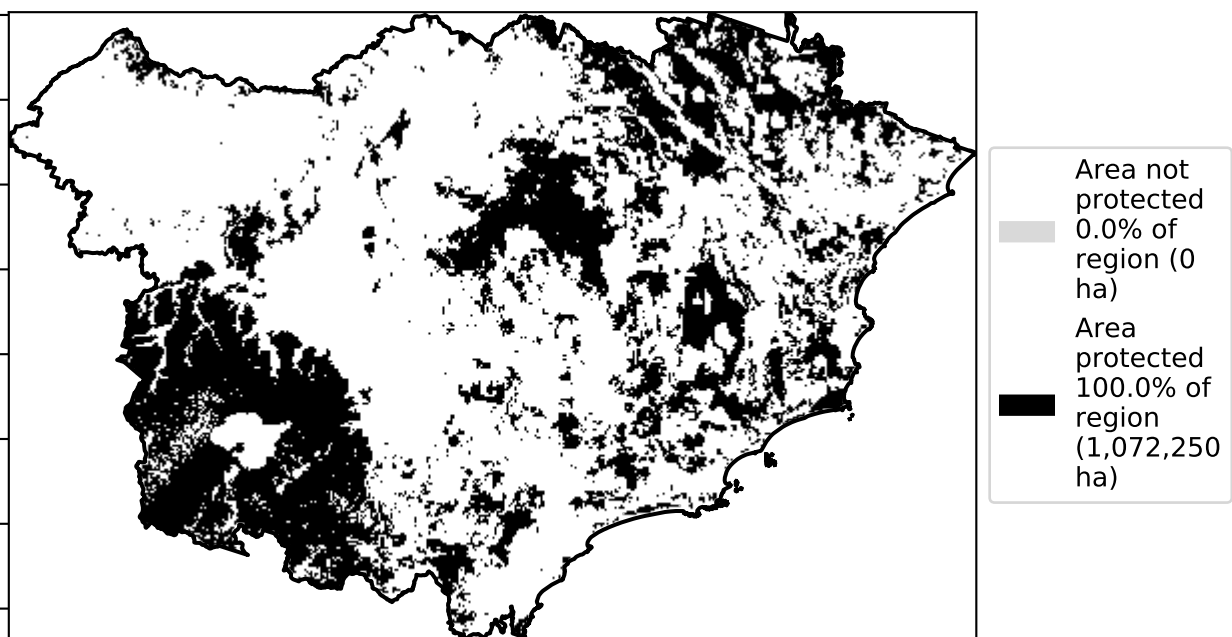 Area not
protected
0.0% of
region (0
ha)
Area
protected
100.0% of
region
(1,072,250
ha)